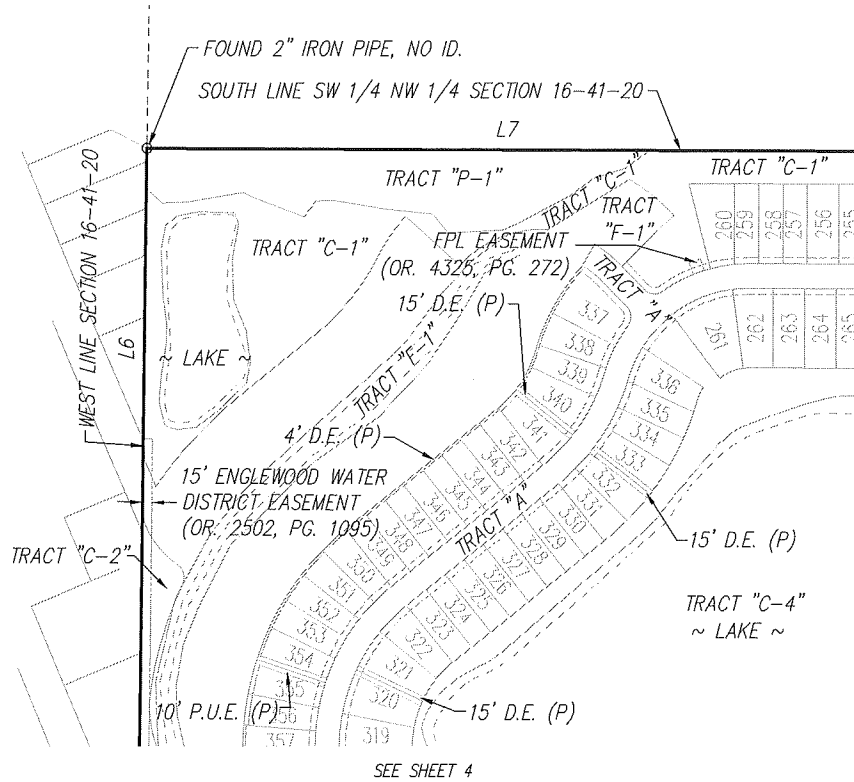 FOUND 2" IRON PIPE, NO ID.
SOUTH LINE SW 1/4 NW 1/4 SECTION 16-41-20
L7
TRACT "P-1"
TRACT "C-1"
TRACT "C-1"
TRACT
"F-1"
TRACT "C-1"
FPL EASEMENT
(OR. 4325, PG. 272)
15' D.E. (P)
TRACT "A"
WEST LINE SECTION 16-41-20
L6
~ LAKE ~
TRACT "E-1"
4' D.E. (P)
15' ENGLEWOOD WATER
DISTRICT EASEMENT
(OR. 2502, PG. 1095)
TRACT "C-2"
TRACT "A"
15' D.E. (P)
TRACT "C-4"
~ LAKE ~
10' P.U.E. (P)
15' D.E. (P)
260
259
258
257
256
255
261
262
263
264
265
337
338
339
340
341
342
343
344
345
346
347
348
349
350
351
352
353
354
355
356
357
336
335
334
333
332
331
330
329
328
327
326
325
324
323
322
321
320
319
SEE SHEET 4